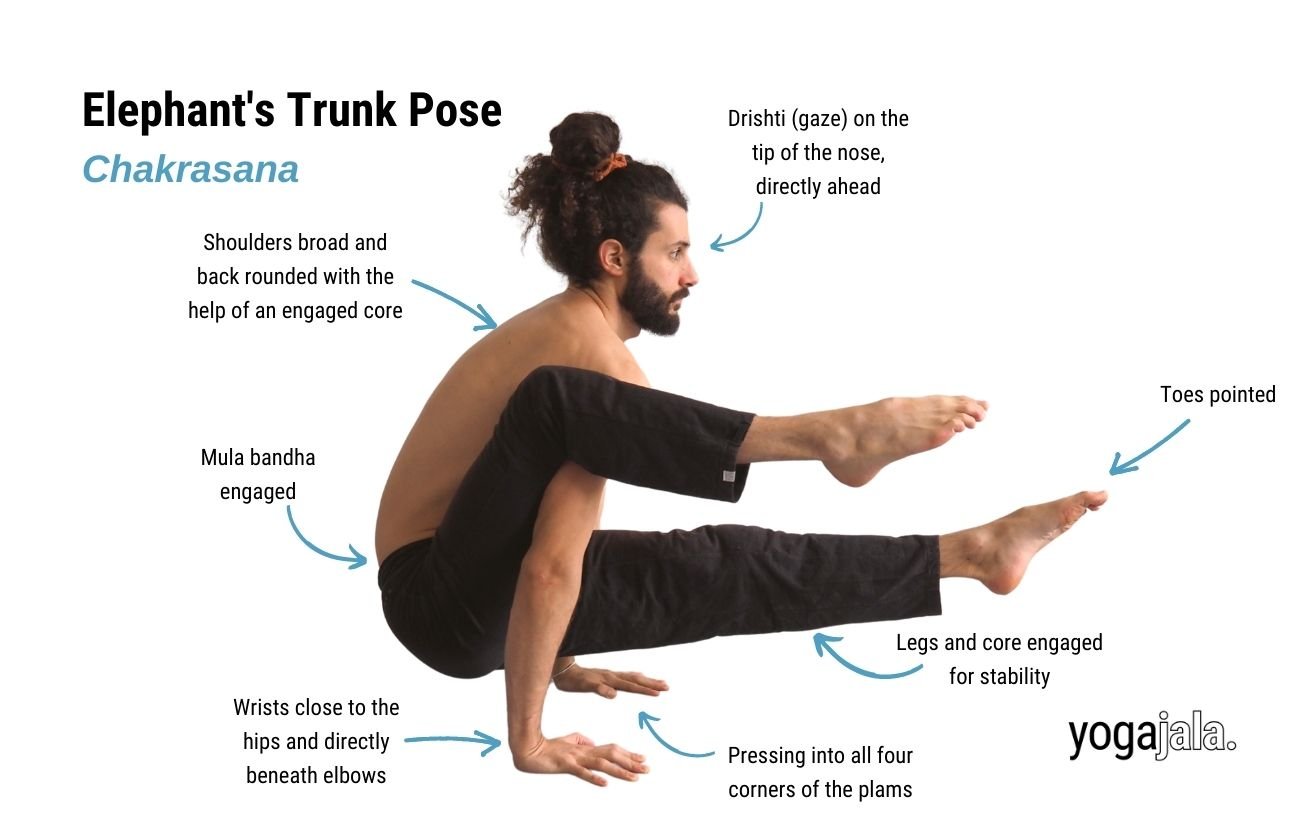 Elephant's Trunk Pose
Chakrasana
Drishti (gaze) on the
tip of the nose,
directly ahead
Shoulders broad and
back rounded with the
help of an engaged core
Toes pointed
Mula bandha
engaged
Legs and core engaged
for stability
Wrists close to the
hips and directly
beneath elbows
Pressing into all four
corners of the plams
yogajala.